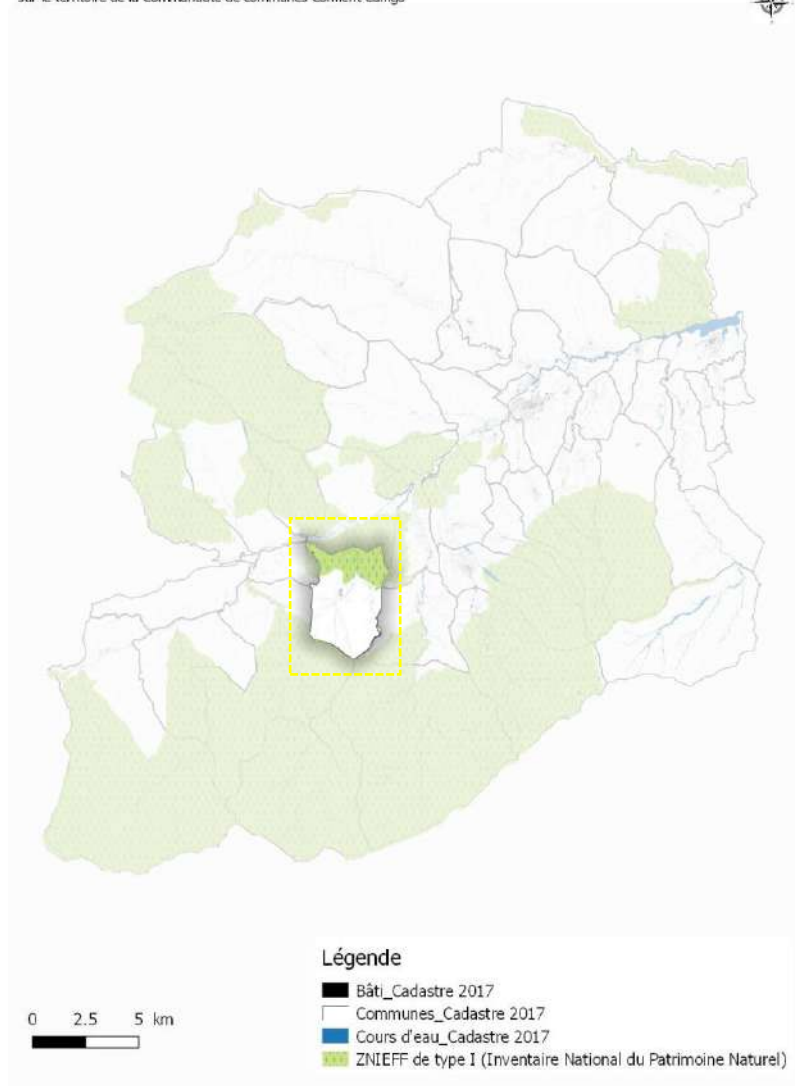 Légende
Bâti_Cadastre 2017
Communes_Cadastre 2017
Cours d'eau_Cadastre 2017
ZNIEFF de type I (Inventaire National du Patrimoine Naturel)
0 2.5 5 km